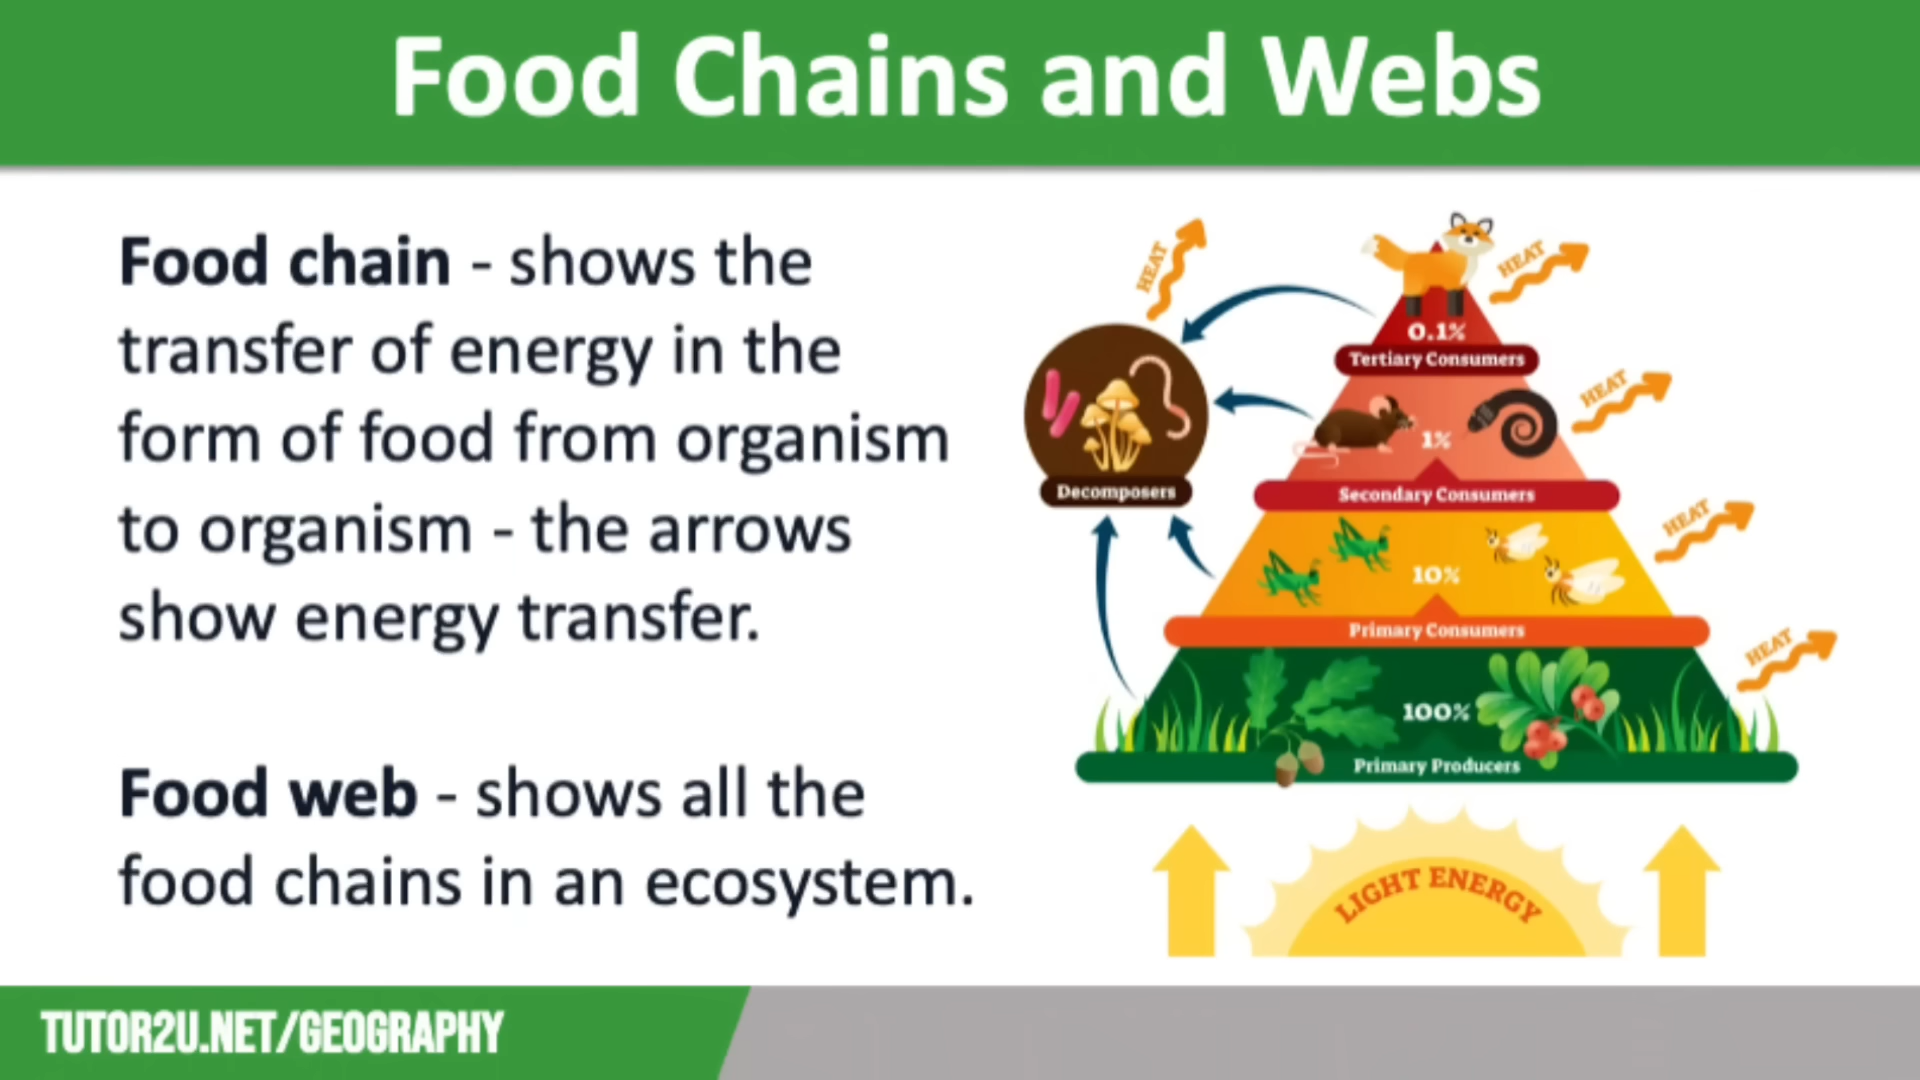 Food Chains and Webs
Food chain - shows the
transfer of energy in the
form of food from organism
to organism - the arrows
show energy transfer.
Food web - shows all the
food chains in an ecosystem.
HEAT
HEAT
0.1%
Tertiary Consumers
HEAT
1%
Decomposers
Secondary Consumers
HEAT
10%
Primary Consumers
HEAT
100%
Primary Producers
LIGHT ENERGY
TUTOR2U.NET/GEOGRAPHY